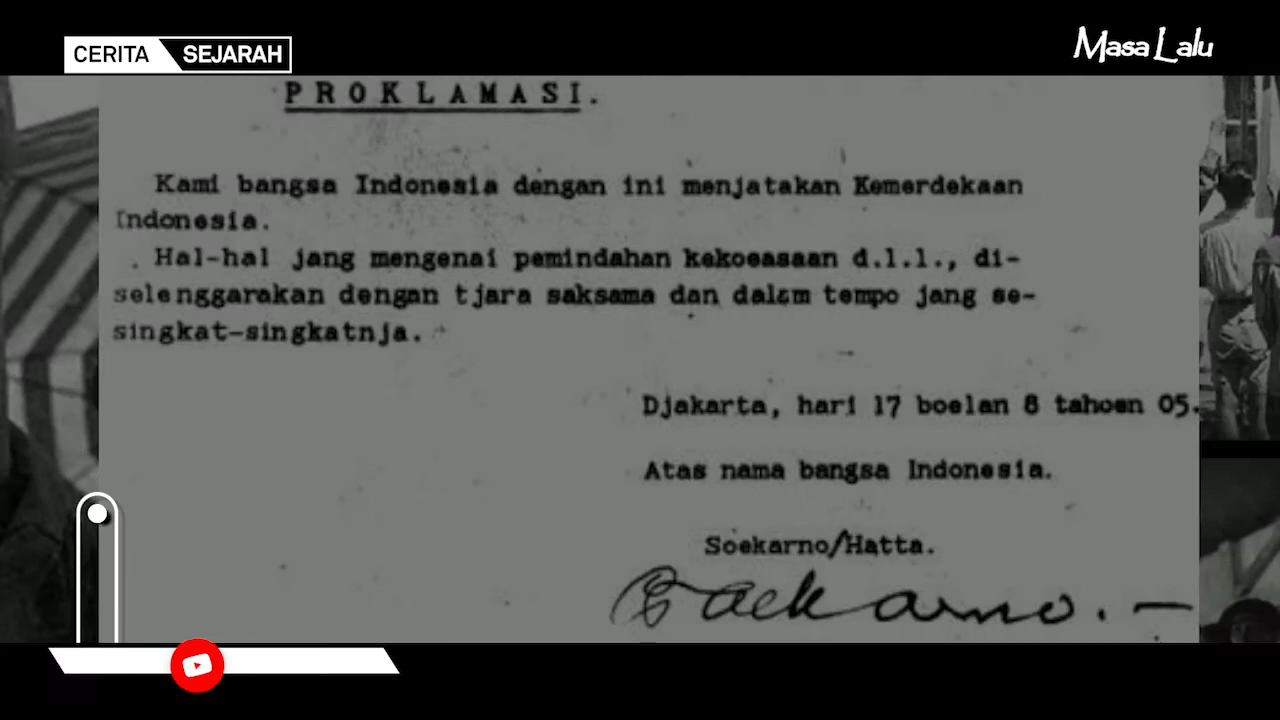 CERITA SEJARAH
Masa Lalu
PROKLAMASI.
Kami bangsa Indonesia dengan ini menjatakan Kemerdekaan
Indonesia.
Hal-hal jang mengenai pemindahan kekoeasaan d.l.l., di-
selenggarakan dengan tjara saksama dan dalam tempo jang se-
singkat-singkatnja.
Djakarta, hari 17 boelan 8 tahoen 05.
Atas nama bangsa Indonesia.
Soekarno/Hatta.
Soekarno.—